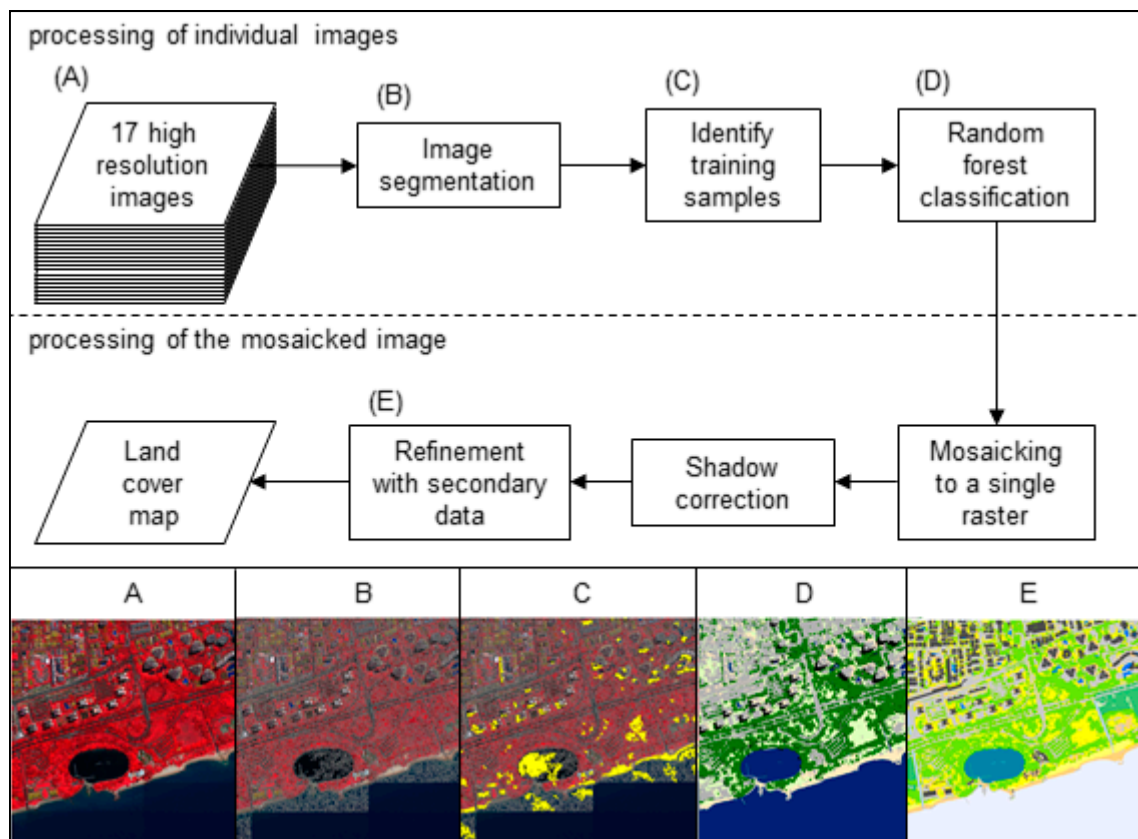 processing of individual images
(A)
17 high
resolution
images
(B)
Image
segmentation
(C)
Identify
training
samples
(D)
Random
forest
classification
processing of the mosaicked image
Land
cover
map
(E)
Refinement
with secondary
data
Shadow
correction
Mosaicking
to a single
raster
A
B
C
D
E